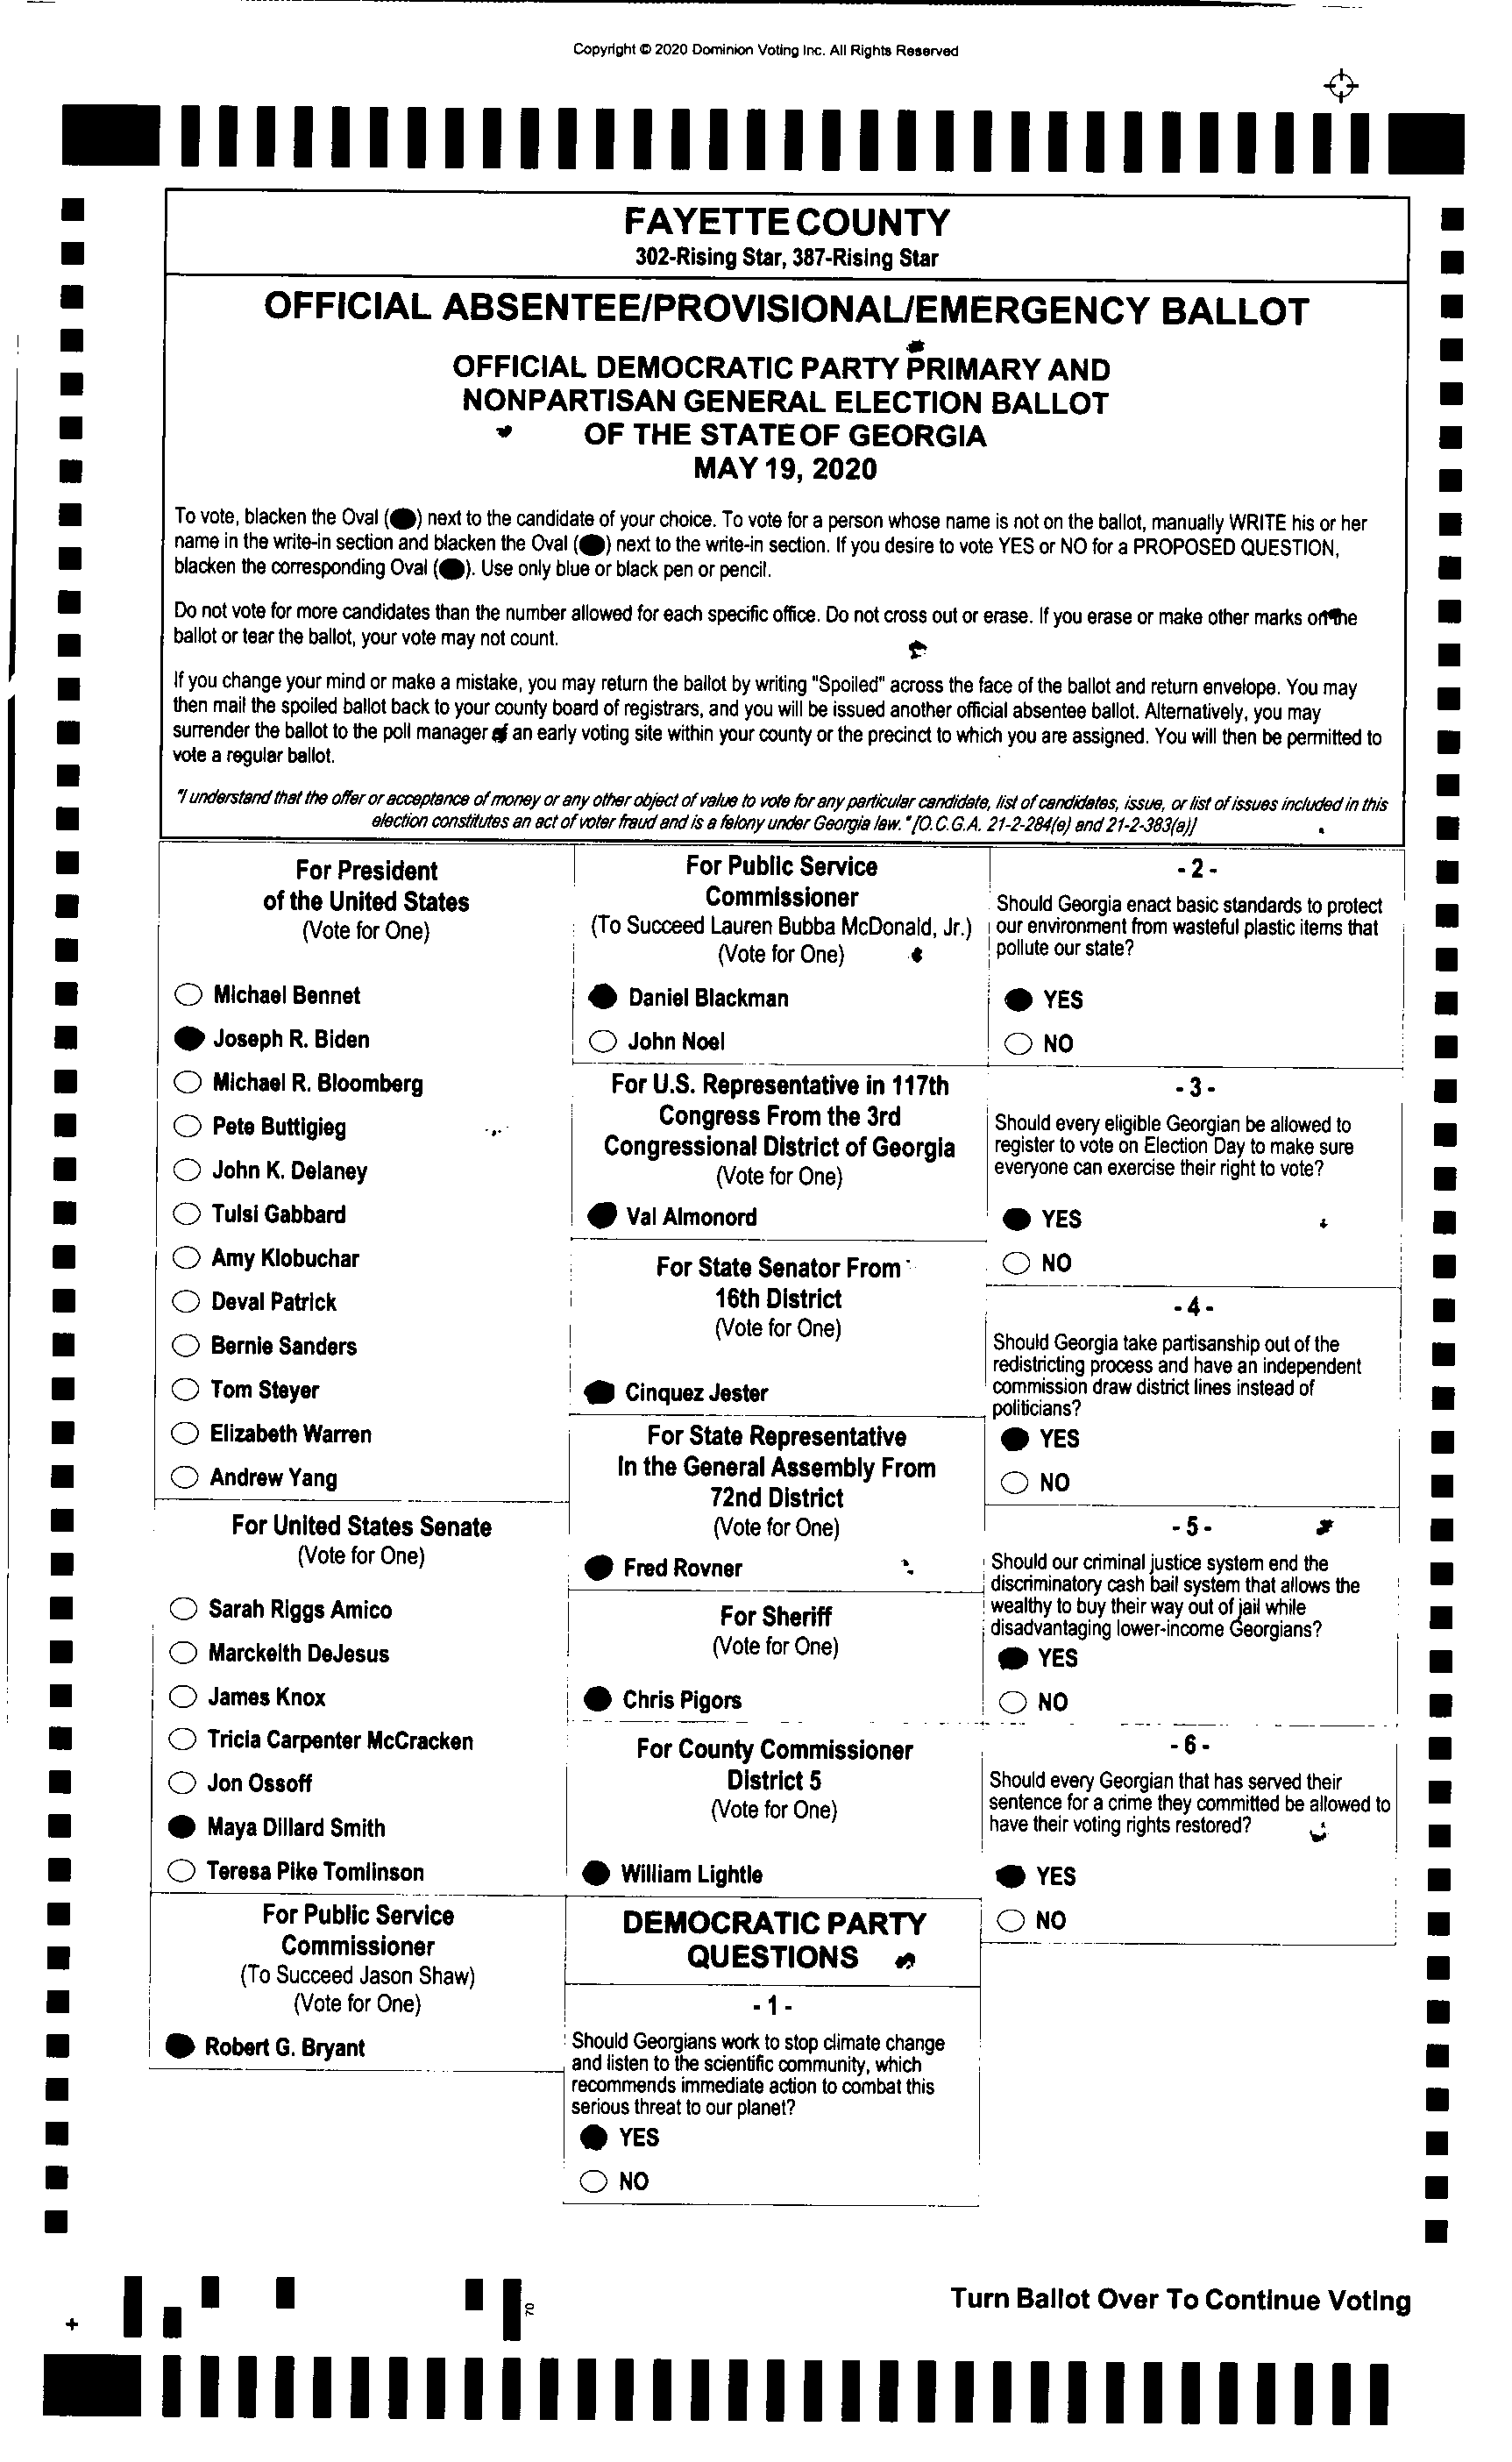 Copyright © 2020 Dominion Voting Inc. All Rights Reserved
FAYETTE COUNTY
302-Rising Star, 387-Rising Star
OFFICIAL ABSENTEE/PROVISIONAL/EMERGENCY BALLOT
OFFICIAL DEMOCRATIC PARTY PRIMARY AND
NONPARTISAN GENERAL ELECTION BALLOT
OF THE STATE OF GEORGIA
MAY 19, 2020
To vote, blacken the Oval (⬤) next to the candidate of your choice. To vote for a person whose name is not on the ballot, manually WRITE his or her
name in the write-in section and blacken the Oval (⬤) next to the write-in section. If you desire to vote YES or NO for a PROPOSED QUESTION,
blacken the corresponding Oval (⬤). Use only blue or black pen or pencil.
Do not vote for more candidates than the number allowed for each specific office. Do not cross out or erase. If you erase or make other marks on the
ballot or tear the ballot, your vote may not count.
If you change your mind or make a mistake, you may return the ballot by writing "Spoiled" across the face of the ballot and return envelope. You may
then mail the spoiled ballot back to your county board of registrars, and you will be issued another official absentee ballot. Alternatively, you may
surrender the ballot to the poll manager of an early voting site within your county or the precinct to which you are assigned. You will then be permitted to
vote a regular ballot.
"I understand that the offer or acceptance of money or any other object of value to vote for any particular candidate, list of candidates, issue, or list of issues included in this
election constitutes an act of voter fraud and is a felony under Georgia law." [O.C.G.A. 21-2-284(e) and 21-2-383(a)]
For President
of the United States
(Vote for One)
Michael Bennet
Joseph R. Biden
Michael R. Bloomberg
Pete Buttigieg
John K. Delaney
Tulsi Gabbard
Amy Klobuchar
Deval Patrick
Bernie Sanders
Tom Steyer
Elizabeth Warren
Andrew Yang
For United States Senate
(Vote for One)
Sarah Riggs Amico
Marckeith DeJesus
James Knox
Tricia Carpenter McCracken
Jon Ossoff
Maya Dillard Smith
Teresa Pike Tomlinson
For Public Service
Commissioner
(To Succeed Jason Shaw)
(Vote for One)
Robert G. Bryant
For Public Service
Commissioner
(To Succeed Lauren Bubba McDonald, Jr.)
(Vote for One)
Daniel Blackman
John Noel
For U.S. Representative in 117th
Congress From the 3rd
Congressional District of Georgia
(Vote for One)
Val Almonord
For State Senator From
16th District
(Vote for One)
Cinquez Jester
For State Representative
In the General Assembly From
72nd District
(Vote for One)
Fred Rovner
For Sheriff
(Vote for One)
Chris Pigors
For County Commissioner
District 5
(Vote for One)
William Lightle
DEMOCRATIC PARTY
QUESTIONS
- 1 -
Should Georgians work to stop climate change
and listen to the scientific community, which
recommends immediate action to combat this
serious threat to our planet?
YES
NO
- 2 -
Should Georgia enact basic standards to protect
our environment from wasteful plastic items that
pollute our state?
YES
NO
- 3 -
Should every eligible Georgian be allowed to
register to vote on Election Day to make sure
everyone can exercise their right to vote?
YES
NO
- 4 -
Should Georgia take partisanship out of the
redistricting process and have an independent
commission draw district lines instead of
politicians?
YES
NO
- 5 -
Should our criminal justice system end the
discriminatory cash bail system that allows the
wealthy to buy their way out of jail while
disadvantaging lower-income Georgians?
YES
NO
- 6 -
Should every Georgian that has served their
sentence for a crime they committed be allowed to
have their voting rights restored?
YES
NO
70
Turn Ballot Over To Continue Voting